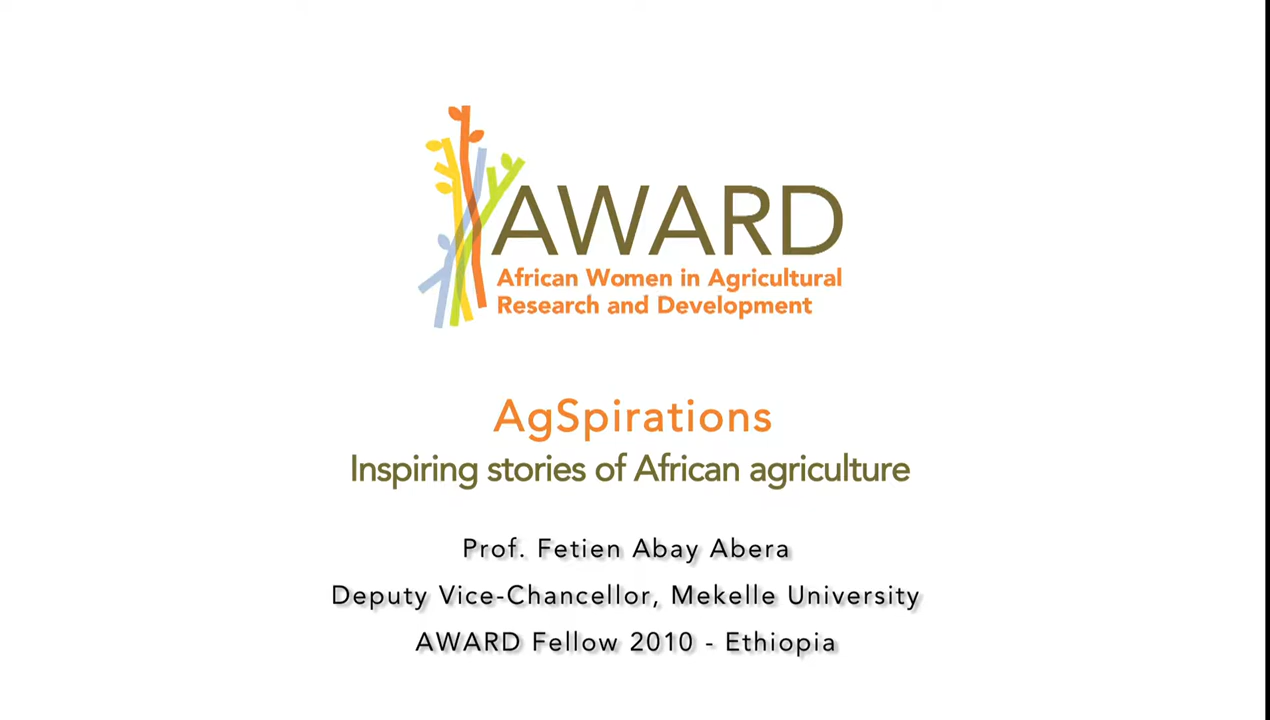 AWARD
African Women in Agricultural
Research and Development
AgSpirations
Inspiring stories of African agriculture
Prof. Fetien Abay Abera
Deputy Vice-Chancellor, Mekelle University
AWARD Fellow 2010 - Ethiopia